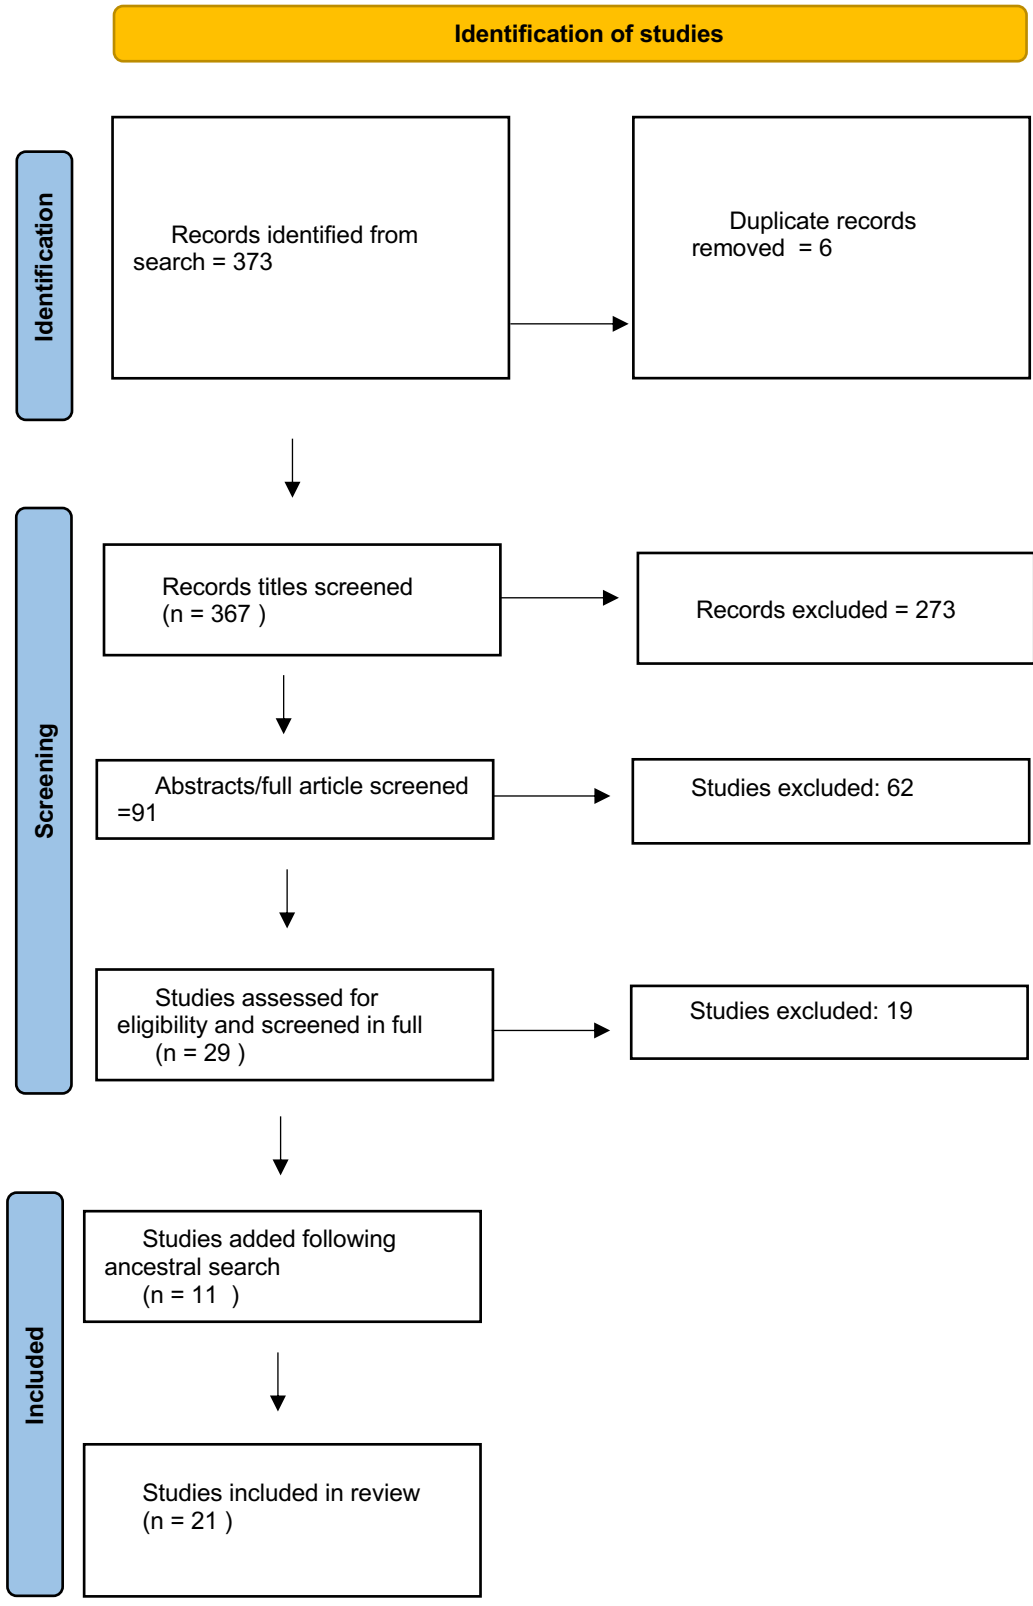 Identification of studies
Identification
Records identified from
search = 373
Duplicate records
removed  = 6
Screening
Records titles screened
(n = 367 )
Records excluded = 273
Abstracts/full article screened
=91
Studies excluded: 62
Studies assessed for
eligibility and screened in full
(n = 29 )
Studies excluded: 19
Included
Studies added following
ancestral search
(n = 11  )
Studies included in review
(n = 21 )